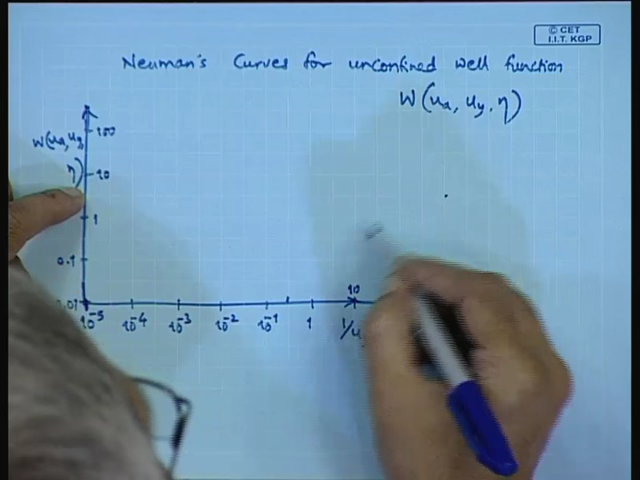 © CET
I.I.T. KGP
Neuman's Curves for unconfined well function
W(ua, uy, η)
W(ua, uy,
η)
100
10
1
0.1
.01
10
10⁻⁵ 10⁻⁴ 10⁻³ 10⁻² 10⁻¹ 1 1/u